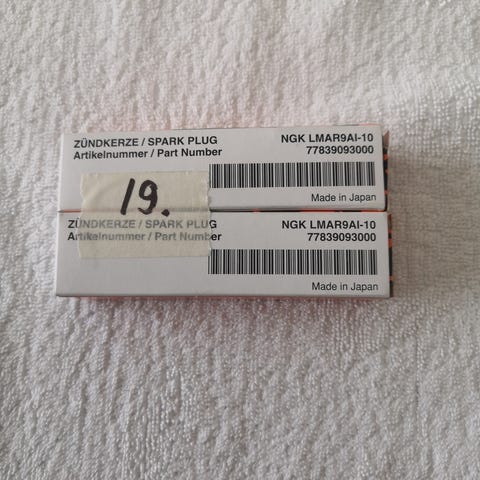 ZÜNDKERZE / SPARK PLUG NGK LMAR9AI-10
Artikelnummer / Part Number 77839093000
Made in Japan
19.
ZÜNDKERZE / SPARK PLUG NGK LMAR9AI-10
Artikelnummer / Part Number 77839093000
Made in Japan